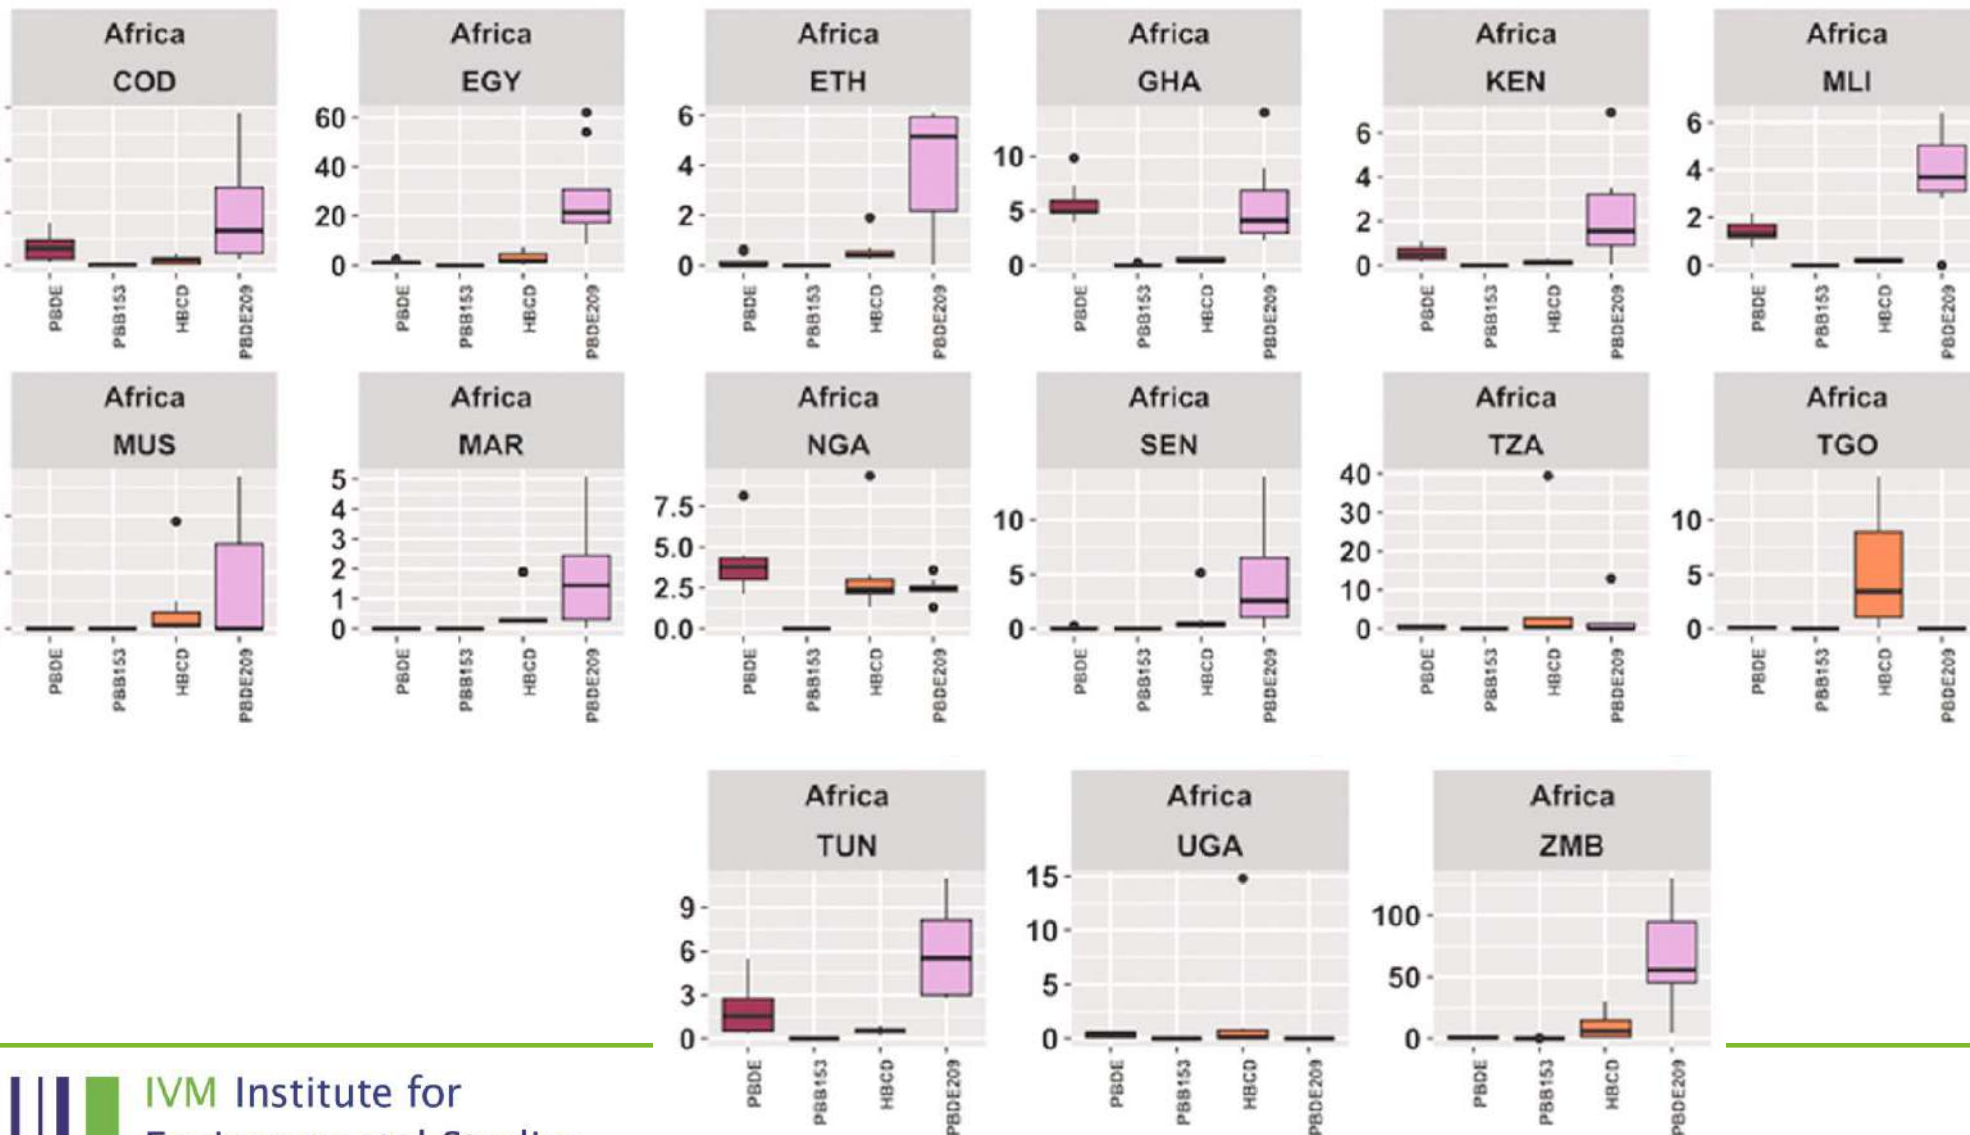 Africa Africa Africa Africa Africa Africa
COD EGY ETH GHA KEN MLI
60 6 10 6 6
40 4 5 4 4
20 2 0 2 2
0 0 0 0
PBDE PBB153 HBCD PBDE209 PBDE PBB153 HBCD PBDE209 PBDE PBB153 HBCD PBDE209 PBDE PBB153 HBCD PBDE209 PBDE PBB153 HBCD PBDE209 PBDE PBB153 HBCD PBDE209
Africa Africa Africa Africa Africa Africa
MUS MAR NGA SEN TZA TGO
5 7.5 10 40 10
4 5.0 5 30 5
3 2.5 0 20 0
2 0.0 10
1 0
0
PBDE PBB153 HBCD PBDE209 PBDE PBB153 HBCD PBDE209 PBDE PBB153 HBCD PBDE209 PBDE PBB153 HBCD PBDE209 PBDE PBB153 HBCD PBDE209 PBDE PBB153 HBCD PBDE209
Africa Africa Africa
TUN UGA ZMB
9 15 100
6 10 50
3 5 0
0 0
PBDE PBB153 HBCD PBDE209 PBDE PBB153 HBCD PBDE209 PBDE PBB153 HBCD PBDE209
IVM Institute for